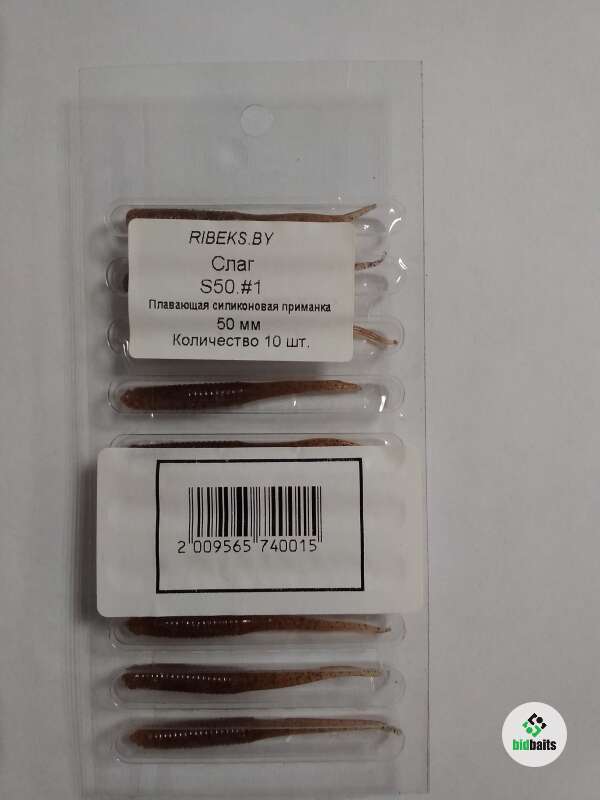 RIBEKS.BY
Слаг
S50.#1
Плавающая силиконовая приманка
50 мм
Количество 10 шт.
2 009565 740015
bidbaits